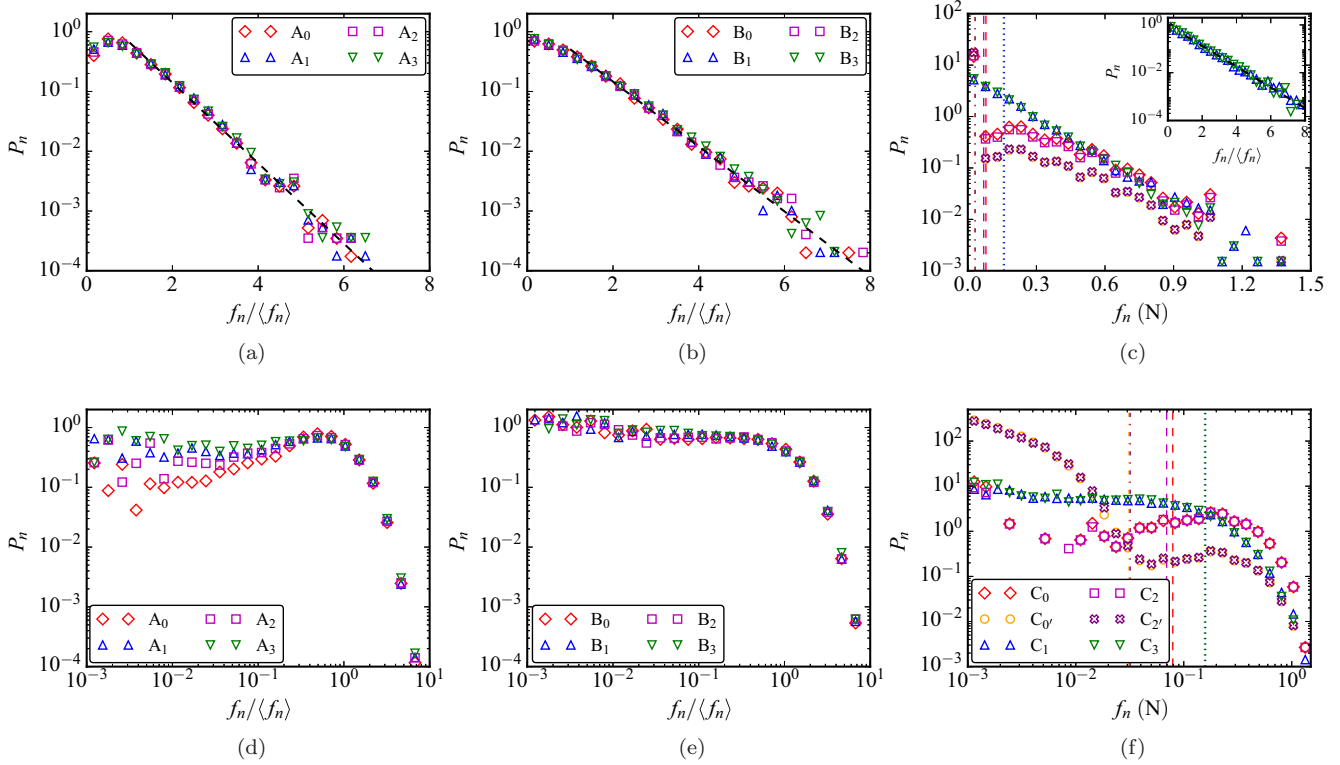 10^1
10^0
10^-1
10^-2
10^-3
10^-4
P_n
0 2 4 6 8
f_n/⟨f_n⟩
A_0 A_2
A_1 A_3
(a)
10^1
10^0
10^-1
10^-2
10^-3
10^-4
P_n
0 2 4 6 8
f_n/⟨f_n⟩
B_0 B_2
B_1 B_3
(b)
10^2
10^1
10^0
10^-1
10^-2
10^-3
P_n
0.0 0.3 0.6 0.9 1.2 1.5
f_n (N)
10^0
10^-2
10^-4
P_n
0 2 4 6 8
f_n/⟨f_n⟩
(c)
10^0
10^-1
10^-2
10^-3
10^-4
P_n
10^-3 10^-2 10^-1 10^0 10^1
f_n/⟨f_n⟩
A_0 A_2
A_1 A_3
(d)
10^0
10^-1
10^-2
10^-3
10^-4
P_n
10^-3 10^-2 10^-1 10^0 10^1
f_n/⟨f_n⟩
B_0 B_2
B_1 B_3
(e)
10^2
10^1
10^0
10^-1
10^-2
10^-3
P_n
10^-3 10^-2 10^-1 10^0
f_n (N)
C_0 C_2
C_0' C_2'
C_1 C_3
(f)